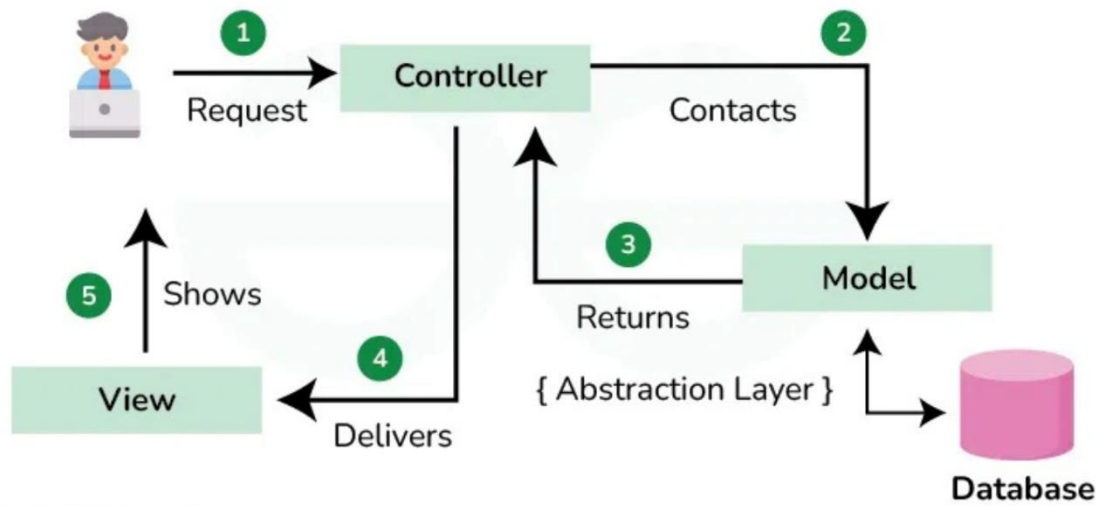 1
2
Controller
Request
Contacts
3
Model
5
Shows
Returns
4
{ Abstraction Layer }
View
Delivers
Database